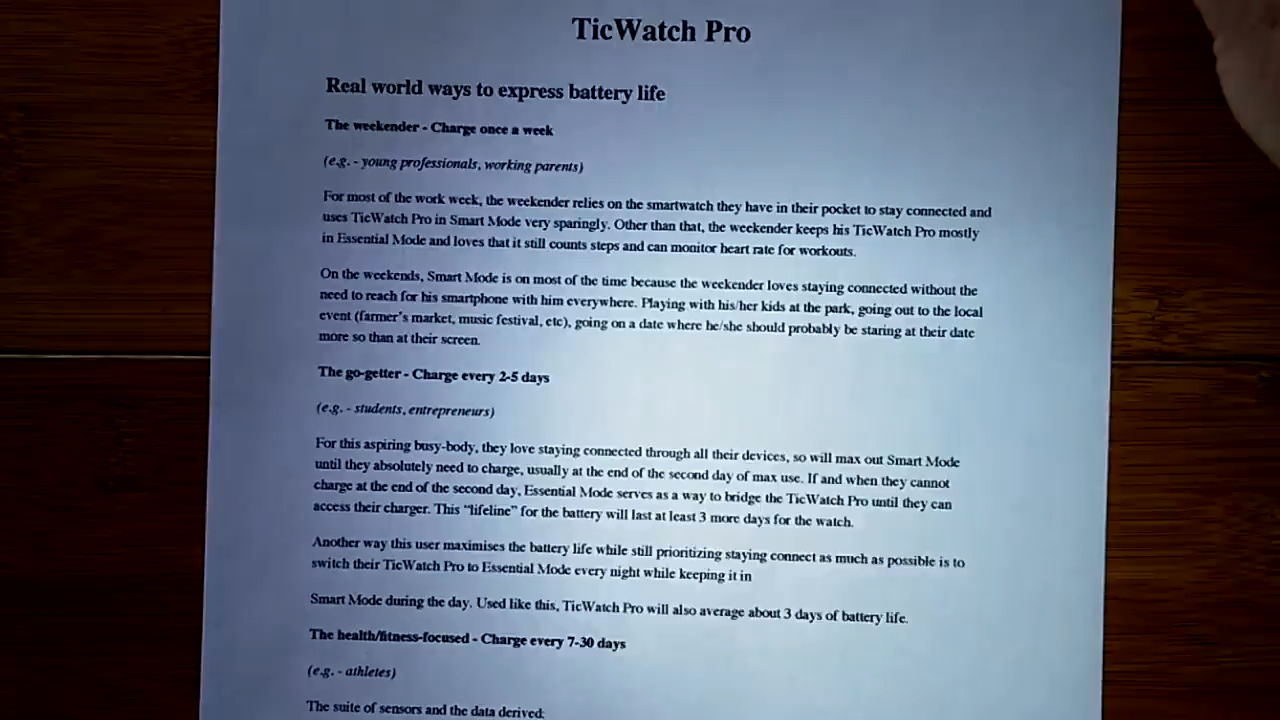 TicWatch Pro
Real world ways to express battery life
The weekender - Charge once a week
(e.g. - young professionals, working parents)
For most of the work week, the weekender relies on the smartwatch they have in their pocket to stay connected and
uses TicWatch Pro in Smart Mode very sparingly. Other than that, the weekender keeps his TicWatch Pro mostly
in Essential Mode and loves that it still counts steps and can monitor heart rate for workouts.
On the weekends, Smart Mode is on most of the time because the weekender loves staying connected without the
need to reach for his smartphone with him everywhere. Playing with his/her kids at the park, going out to the local
event (farmer's market, music festival, etc), going on a date where he/she should probably be staring at their date
more so than at their screen.
The go-getter - Charge every 2-5 days
(e.g. - students, entrepreneurs)
For this aspiring busy-body, they love staying connected through all their devices, so will max out Smart Mode
until they absolutely need to charge, usually at the end of the second day of max use. If and when they cannot
charge at the end of the second day, Essential Mode serves as a way to bridge the TicWatch Pro until they can
access their charger. This “lifeline” for the battery will last at least 3 more days for the watch.
Another way this user maximises the battery life while still prioritizing staying connect as much as possible is to
switch their TicWatch Pro to Essential Mode every night while keeping it in
Smart Mode during the day. Used like this, TicWatch Pro will also average about 3 days of battery life.
The health/fitness-focused - Charge every 7-30 days
(e.g. - athletes)
The suite of sensors and the data derived: